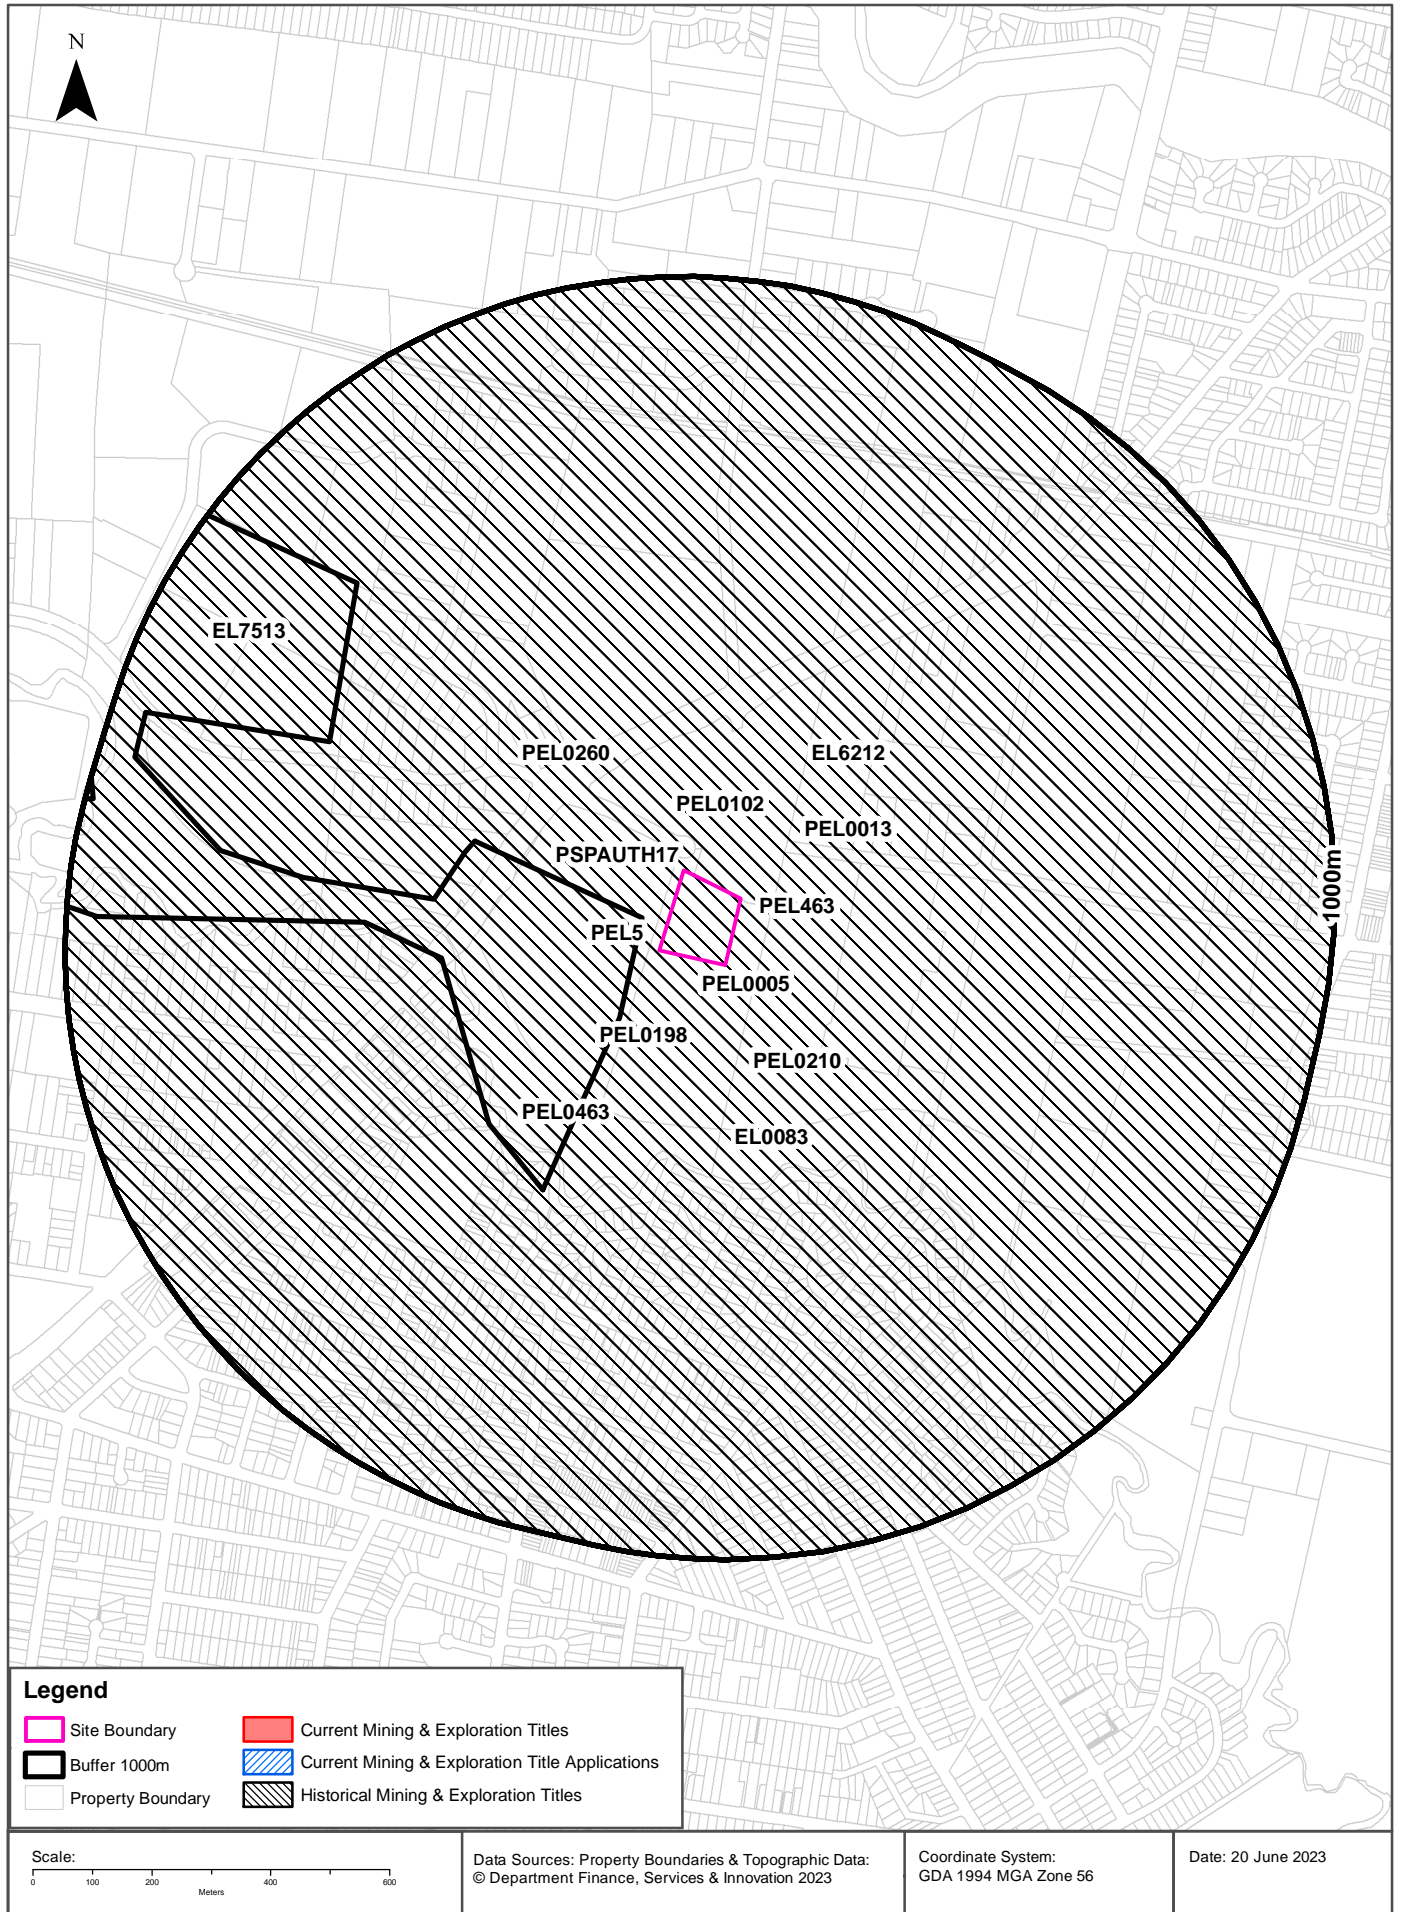 N
EL7513
PEL0260
EL6212
PEL0102
PEL0013
PSPAUTH17
1000m
PEL463
PEL5
PEL0005
PEL0198
PEL0210
PEL0463
EL0083
Legend
Site Boundary
Buffer 1000m
Property Boundary
Current Mining & Exploration Titles
Current Mining & Exploration Title Applications
Historical Mining & Exploration Titles
Scale:
0 100 200 400 600
Meters
Data Sources: Property Boundaries & Topographic Data:
© Department Finance, Services & Innovation 2023
Coordinate System:
GDA 1994 MGA Zone 56
Date: 20 June 2023